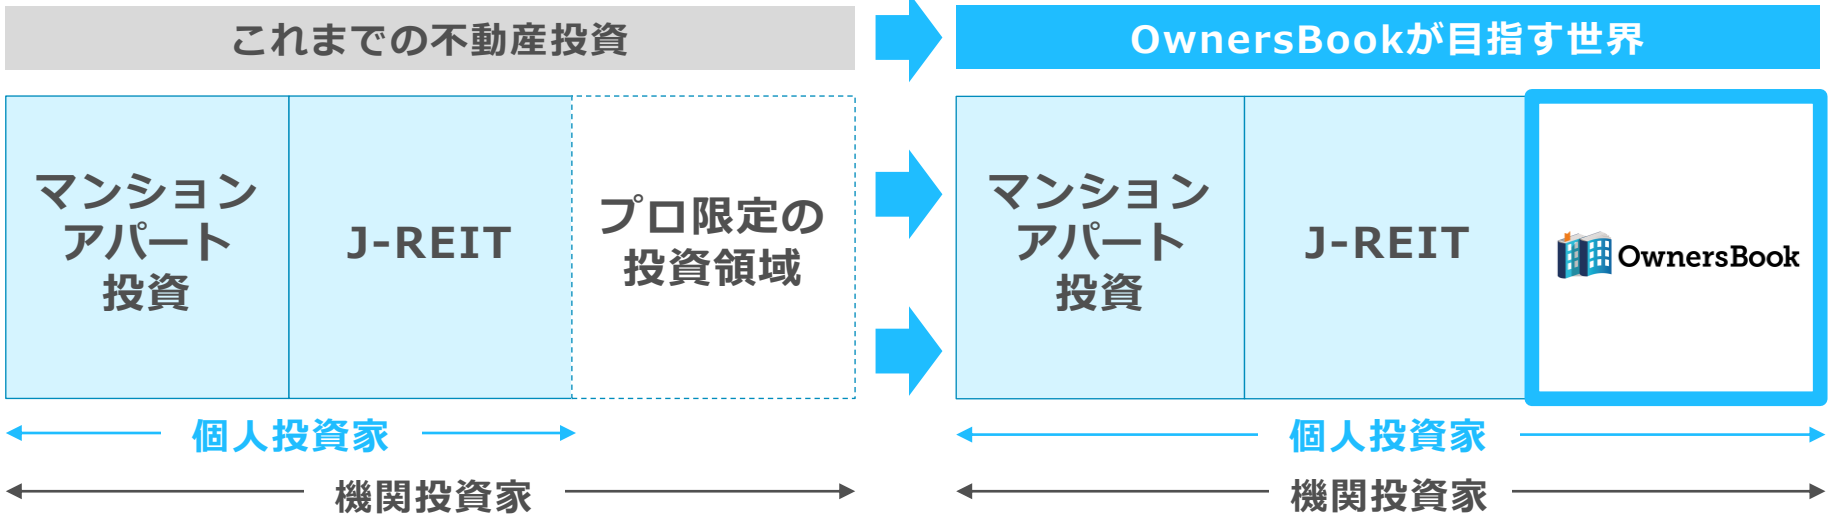 これまでの不動産投資
マンション
アパート
投資
J-REIT
プロ限定の
投資領域
個人投資家
機関投資家
OwnersBookが目指す世界
マンション
アパート
投資
J-REIT
OwnersBook
個人投資家
機関投資家